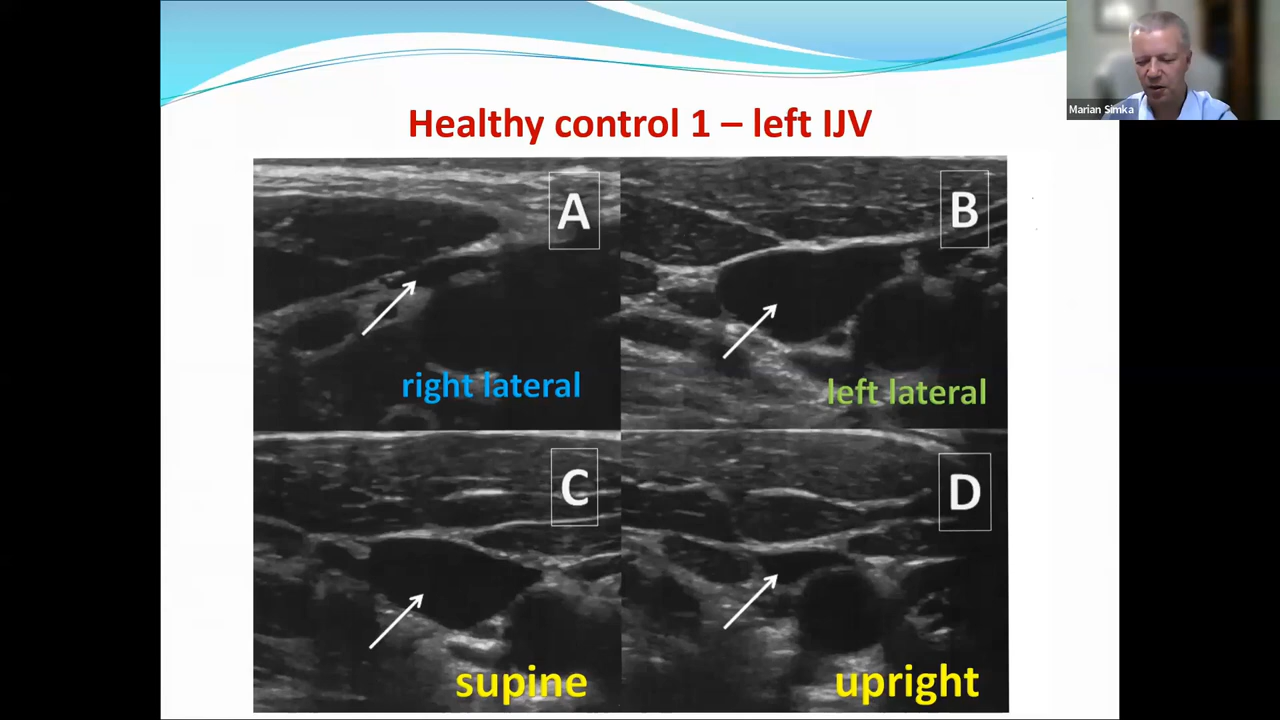 Marian Simka
Healthy control 1 – left IJV
A
B
right lateral
left lateral
C
D
supine
upright